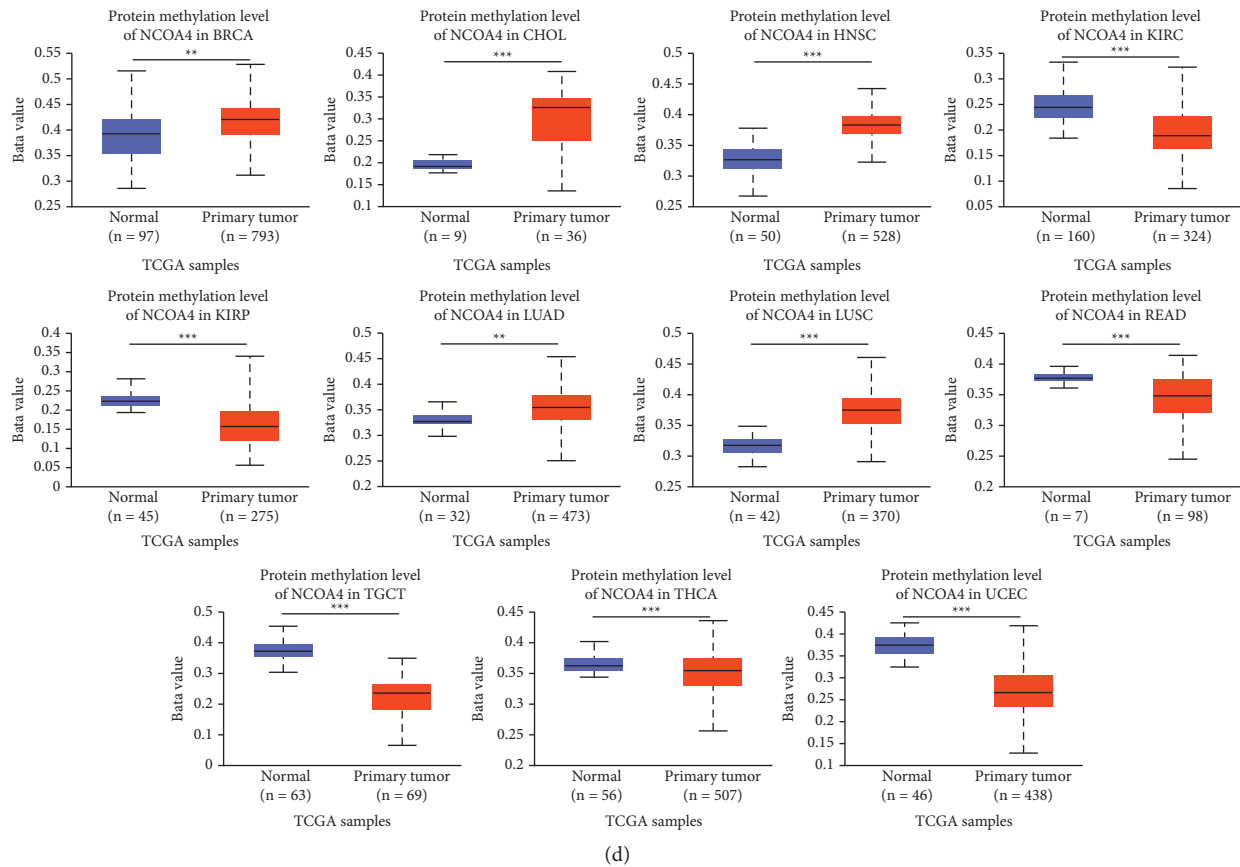 Protein methylation level
of NCOA4 in BRCA
**
Bata value
0.55
0.5
0.45
0.4
0.35
0.3
0.25
Normal
(n = 97)
Primary tumor
(n = 793)
TCGA samples
Protein methylation level
of NCOA4 in CHOL
***
Bata value
0.5
0.4
0.35
0.3
0.2
0.15
0.1
Normal
(n = 9)
Primary tumor
(n = 36)
TCGA samples
Protein methylation level
of NCOA4 in HNSC
***
Bata value
0.5
0.45
0.4
0.35
0.3
0.25
Normal
(n = 50)
Primary tumor
(n = 528)
TCGA samples
Protein methylation level
of NCOA4 in KIRC
***
Bata value
0.35
0.3
0.25
0.2
0.15
0.1
0.05
Normal
(n = 160)
Primary tumor
(n = 324)
TCGA samples
Protein methylation level
of NCOA4 in KIRP
***
Bata value
0.4
0.35
0.3
0.25
0.2
0.15
0.1
0.05
0
Normal
(n = 45)
Primary tumor
(n = 275)
TCGA samples
Protein methylation level
of NCOA4 in LUAD
**
Bata value
0.5
0.4
0.35
0.3
0.2
Normal
(n = 32)
Primary tumor
(n = 473)
TCGA samples
Protein methylation level
of NCOA4 in LUSC
***
Bata value
0.5
0.45
0.4
0.35
0.3
0.25
Normal
(n = 42)
Primary tumor
(n = 370)
TCGA samples
Protein methylation level
of NCOA4 in READ
***
Bata value
0.45
0.4
0.35
0.3
0.2
Normal
(n = 7)
Primary tumor
(n = 98)
TCGA samples
Protein methylation level
of NCOA4 in TGCT
***
Bata value
0.5
0.4
0.3
0.2
0.1
0
Normal
(n = 63)
Primary tumor
(n = 69)
TCGA samples
Protein methylation level
of NCOA4 in THCA
***
Bata value
0.45
0.4
0.35
0.3
0.2
Normal
(n = 56)
Primary tumor
(n = 507)
TCGA samples
Protein methylation level
of NCOA4 in UCEC
***
Bata value
0.45
0.4
0.35
0.3
0.25
0.2
0.15
0.1
Normal
(n = 46)
Primary tumor
(n = 438)
TCGA samples
(d)